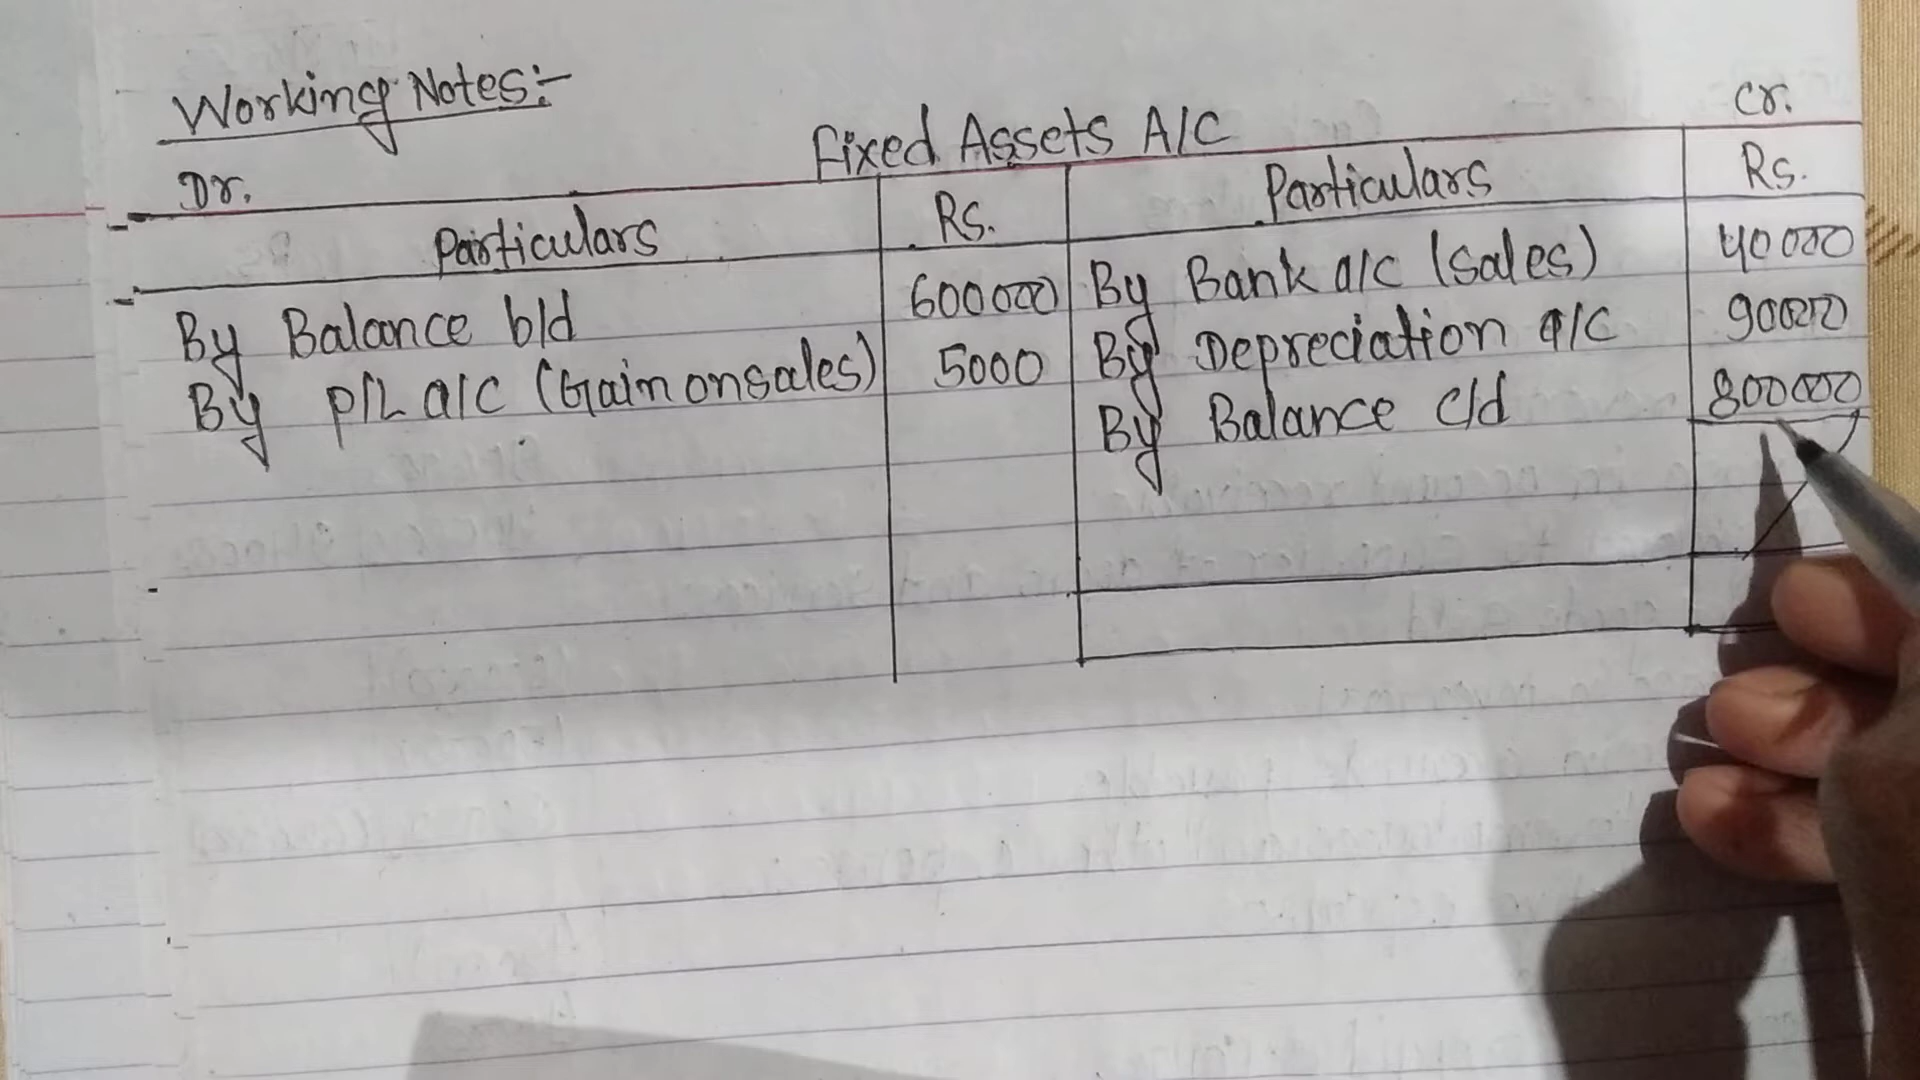 Working Notes:-
Fixed Assets A/C
Dr.
Cr.
Particulars Rs. Particulars Rs.
By Balance b/d 600000 By Bank a/c (Sales) 40000
By P/L a/c (Gain on sales) 5000 By Depreciation a/c 90000
By Balance c/d 800000